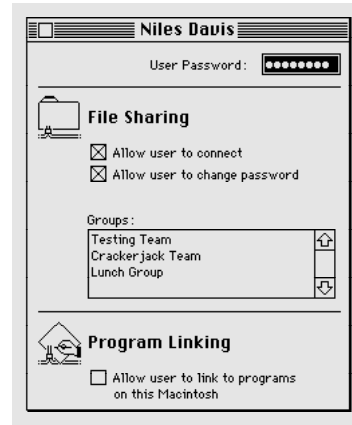 Niles Davis
User Password:
File Sharing
Allow user to connect
Allow user to change password
Groups:
Testing Team
Crackerjack Team
Lunch Group
Program Linking
Allow user to link to programs
on this Macintosh